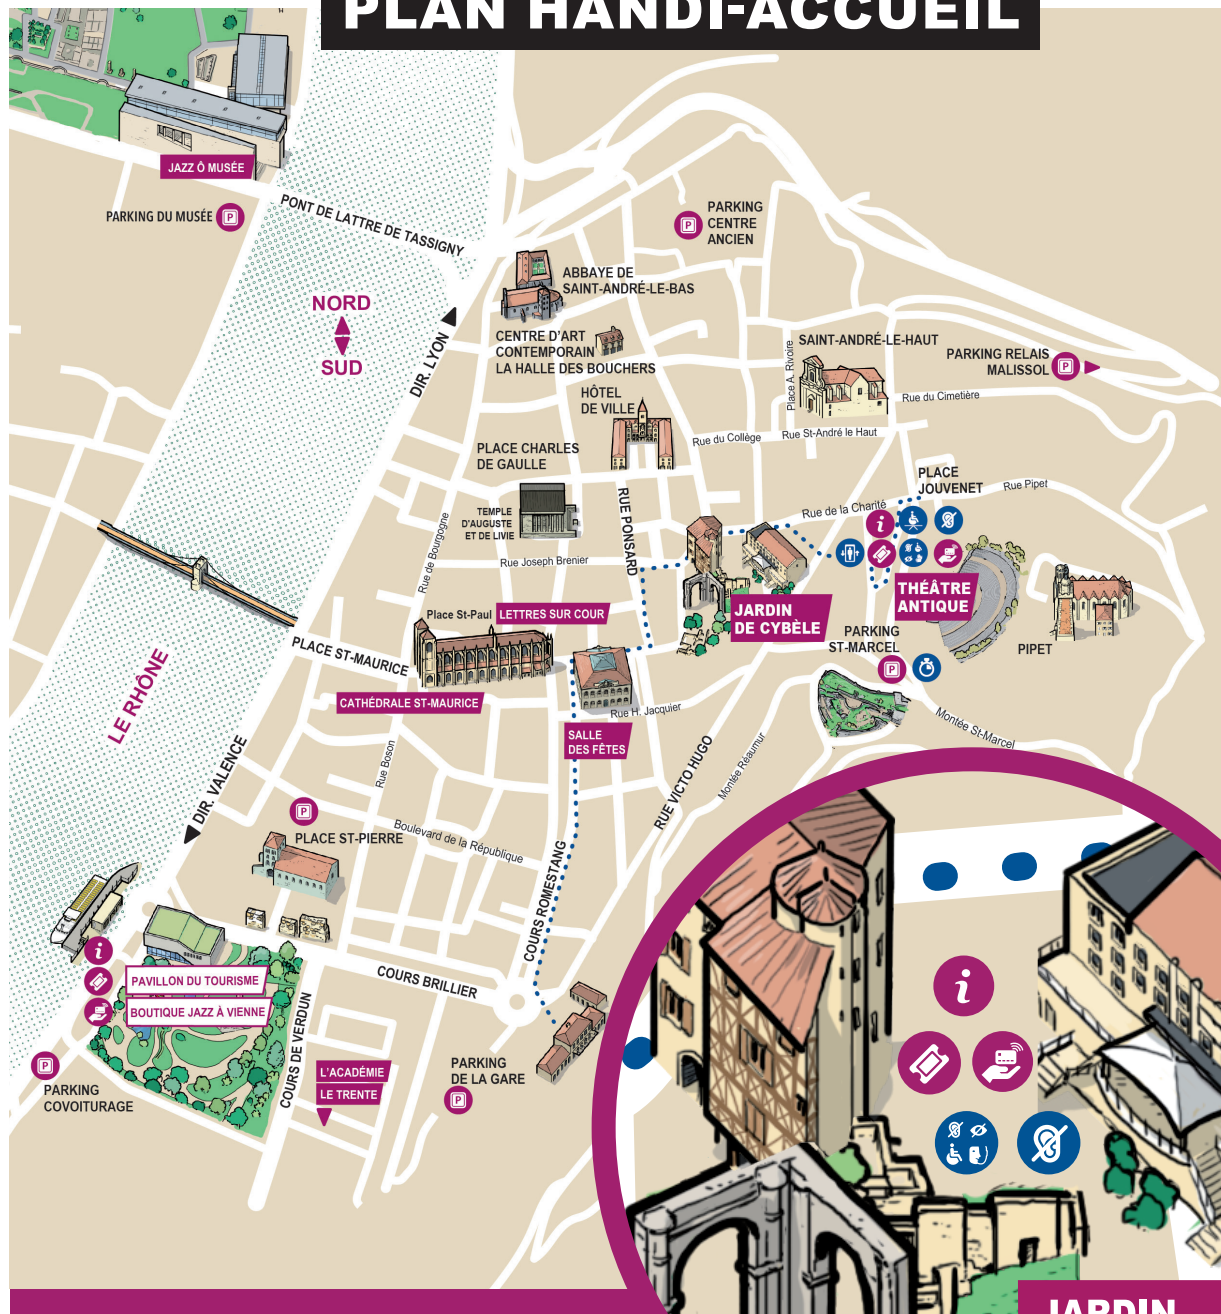 PLAN HANDI-ACCUEIL
JAZZ Ô MUSÉE
PARKING DU MUSÉE
P
PONT DE LATTRE DE TASSIGNY
P
PARKING
CENTRE
ANCIEN
ABBAYE DE
SAINT-ANDRÉ-LE-BAS
NORD
SUD
DIR. LYON
CENTRE D'ART
CONTEMPORAIN
LA HALLE DES BOUCHERS
Place A. Rivoire
SAINT-ANDRÉ-LE-HAUT
PARKING RELAIS
MALISSOL
P
HÔTEL
DE VILLE
Rue du Cimetière
Rue du Collège
Rue St-André le Haut
PLACE CHARLES
DE GAULLE
PLACE
JOUVENET
Rue Pipet
RUE PONSARD
TEMPLE
D'AUGUSTE
ET DE LIVIE
Rue de la Charité
i
Rue de Bourgogne
Rue Joseph Brenier
THÉÂTRE
ANTIQUE
JARDIN
DE CYBÈLE
Place St-Paul
LETTRES SUR COUR
PARKING
ST-MARCEL
P
PIPET
PLACE ST-MAURICE
CATHÉDRALE ST-MAURICE
LE RHÔNE
Rue H. Jacquier
SALLE
DES FÊTES
Montée St-Marcel
DIR. VALENCE
Rue Boson
RUE VICTO HUGO
Montée Réaumur
P
PLACE ST-PIERRE
Boulevard de la République
COURS ROMESTANG
i
PAVILLON DU TOURISME
BOUTIQUE JAZZ À VIENNE
COURS BRILLIER
COURS DE VERDUN
i
P
PARKING
COVOITURAGE
L'ACADÉMIE
LE TRENTE
PARKING
DE LA GARE
P
JARDIN